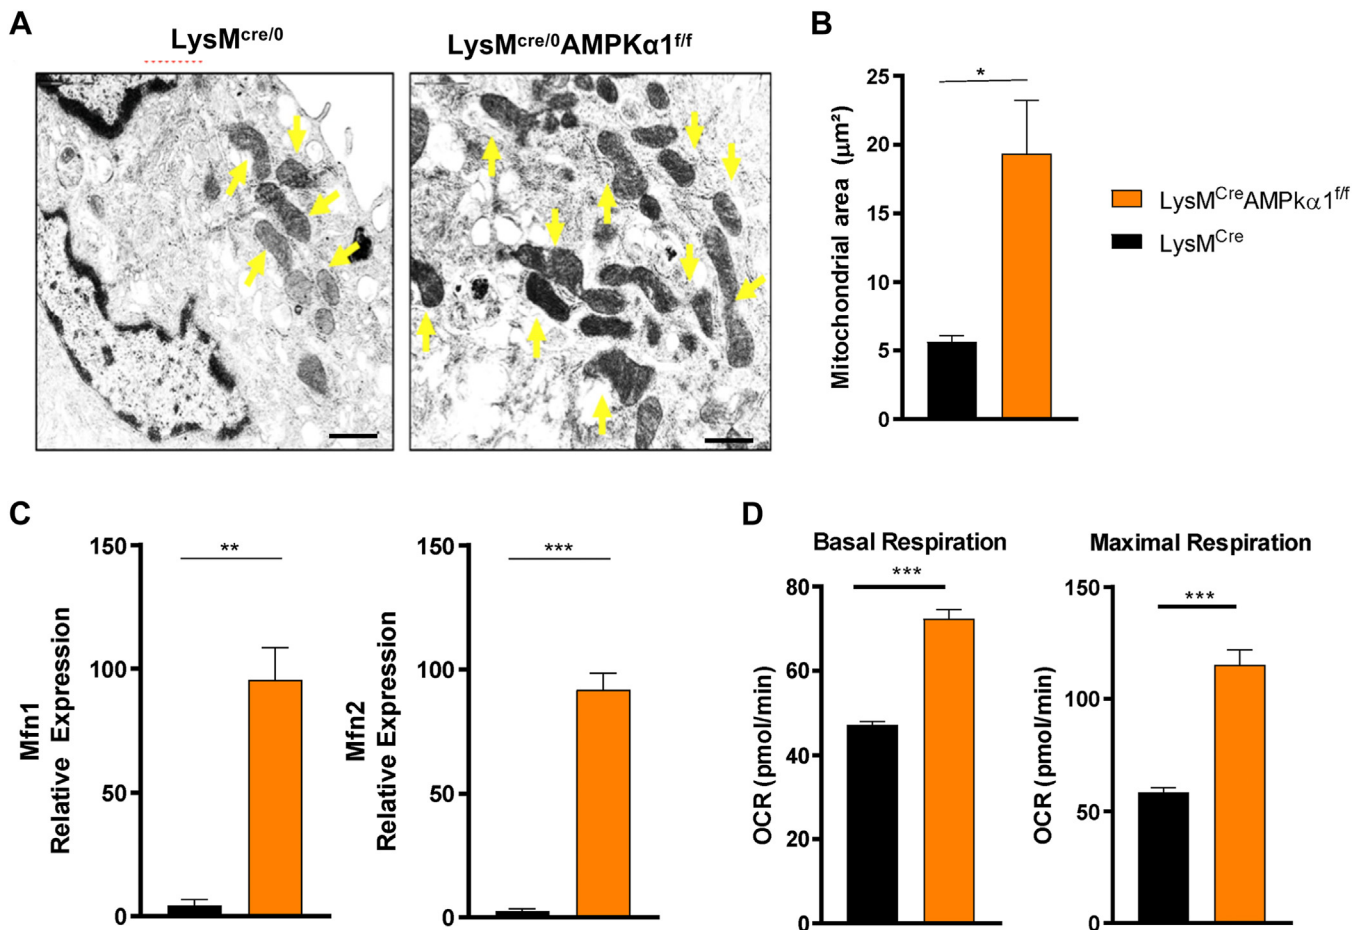 A
LysMcre/0
LysMcre/0AMPKα1f/f
B
Mitochondrial area (µm²)
25
20
15
10
5
0
*
LysMCreAMPkα1f/f
LysMCre
C
Mfn1
Relative Expression
150
100
50
0
**
Mfn2
Relative Expression
150
100
50
0
***
D
Basal Respiration
OCR (pmol/min)
80
60
40
20
0
***
Maximal Respiration
OCR (pmol/min)
150
100
50
0
***